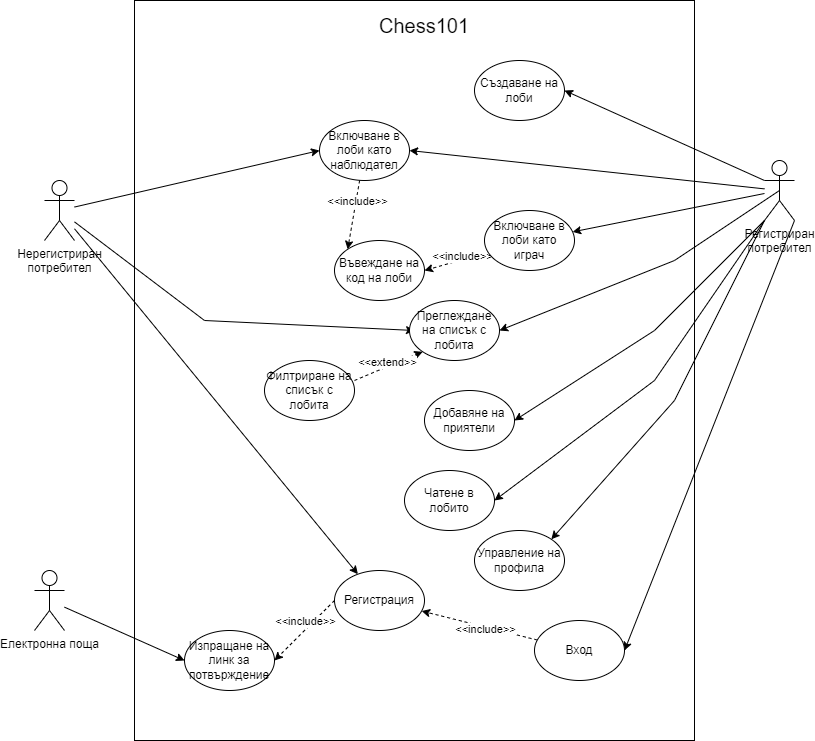 Chess101
Създаване на
лоби
Включване в
лоби като
наблюдател
<<include>>
Нерегистриран
потребител
Регистриран
потребител
Включване в
лоби като
играч
<<include>>
Въвеждане на
код на лоби
Преглеждане
на списък с
лобита
<<extend>>
Филтриране на
списък с
лобита
Добавяне на
приятели
Чатене в
лобито
Управление на
профила
Регистрация
<<include>>
<<include>>
Електронна поща
Изпращане на
линк за
потвърждение
Вход